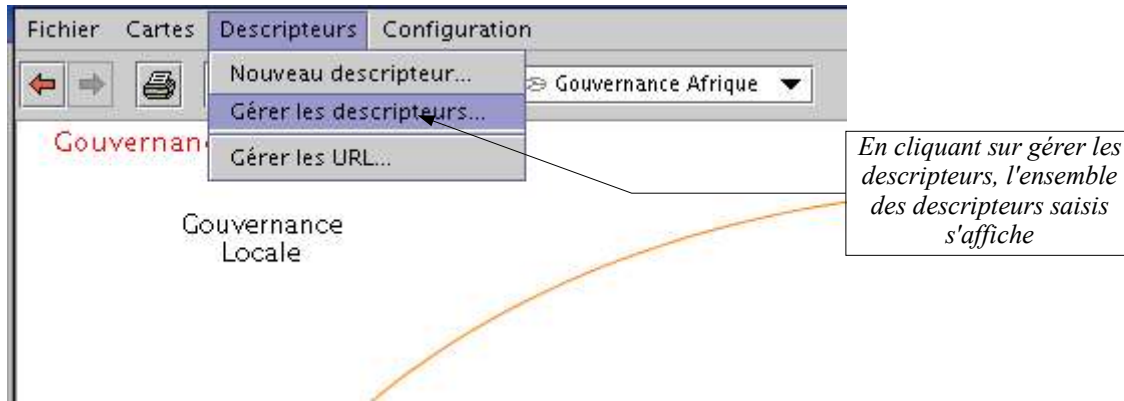 Fichier Cartes Descripteurs Configuration
Nouveau descripteur...
Gouvernance Afrique
Gérer les descripteurs...
Gouvernan
Gérer les URL...
Gouvernance
Locale
En cliquant sur gérer les
descripteurs, l'ensemble
des descripteurs saisis
s'affiche